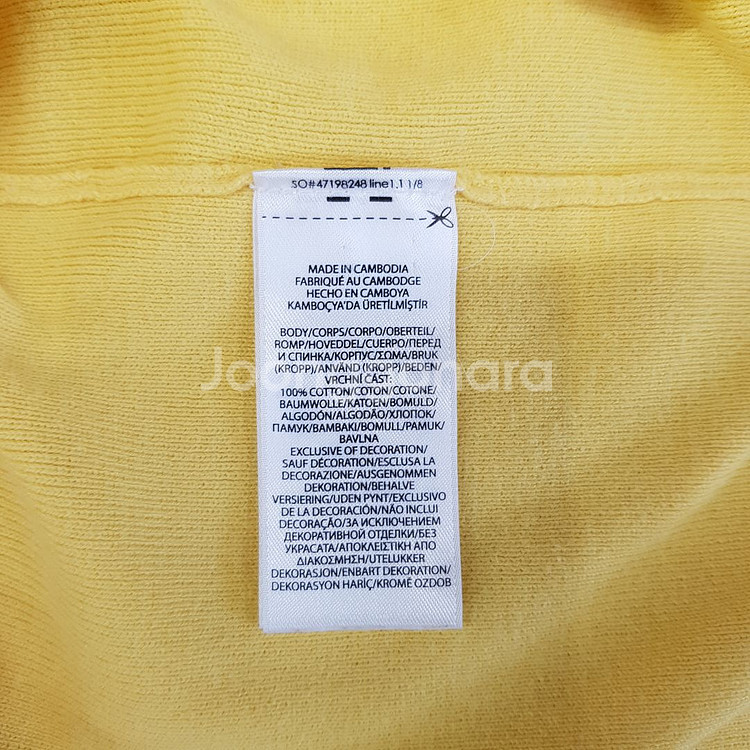 SO#47198248 line1.1 1/8
MADE IN CAMBODIA
FABRIQUÉ AU CAMBODGE
HECHO EN CAMBOYA
KAMBOÇYA'DA ÜRETİLMİŞTİR
BODY/CORPS/CORPO/OBERTEIL/
ROMP/HOVEDDEL/CUERPO/ПЕРЕД
И СПИНКА/КОРПУС/ΣΩΜΑ/BRUK
(KROPP)/ANVÄND (KROPP)/BEDEN/
VRCHNÍ ČÁST:
100% COTTON/COTON/COTONE/
BAUMWOLLE/KATOEN/BOMULD/
ALGODÓN/ALGODÃO/ХЛОПОК/
ПАМУК/BAMBAKI/BOMULL/PAMUK/
BAVLNA
EXCLUSIVE OF DECORATION/
SAUF DÉCORATION/ESCLUSA LA
DECORAZIONE/AUSGENOMMEN
DEKORATION/BEHALVE
VERSIERING/UDEN PYNT/EXCLUSIVO
DE LA DECORACIÓN/NÃO INCLUI
DECORAÇÃO/ЗА ИСКЛЮЧЕНИЕМ
ДЕКОРАТИВНОЙ ОТДЕЛКИ/БЕЗ
УКРАСАТА/ΑΠΟΚΛΕΙΣΤΙΚΗ ΑΠΟ
ΔΙΑΚΟΣΜΗΣΗ/UTELUKKER
DEKORASJON/ENBART DEKORATION/
DEKORASYON HARİÇ/KROMĚ OZDOB